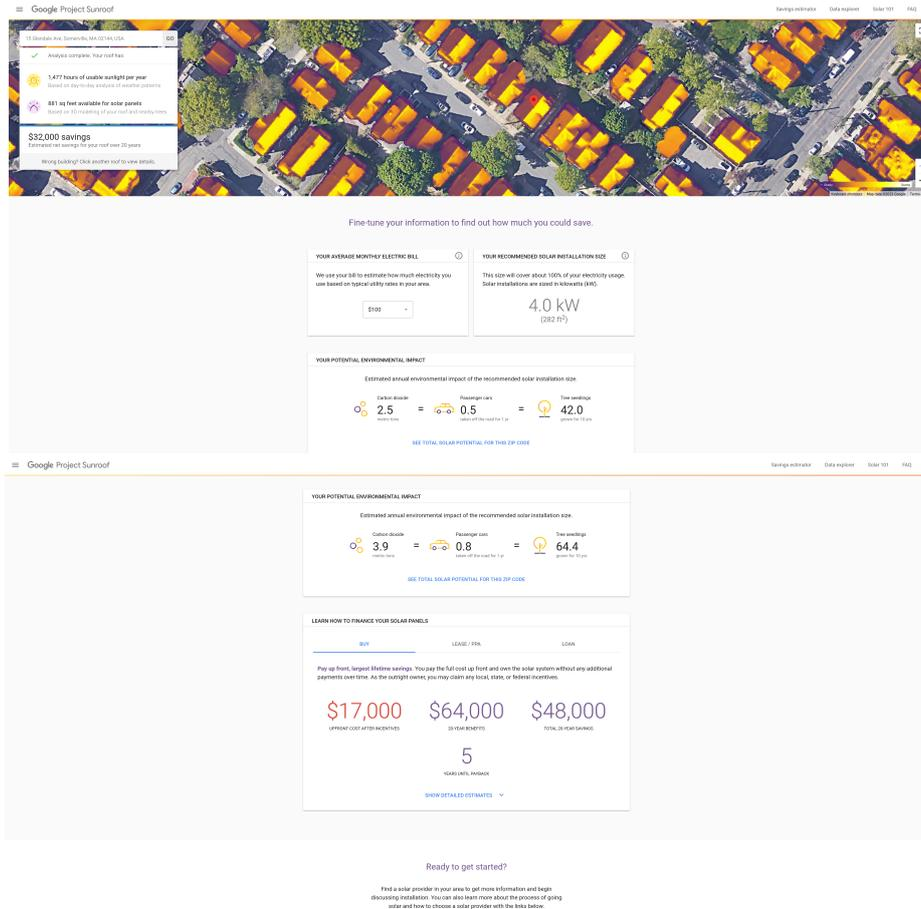 Google Project Sunroof
Savings estimator
Data explorer
Solar 101
FAQ
15 Glendale Ave, Somerville, MA 02144, USA
GO
Analysis complete. Your roof has:
1,477 hours of usable sunlight per year
Based on day-to-day analysis of weather patterns
881 sq feet available for solar panels
Based on 3D modeling of your roof and nearby trees
$32,000 savings
Estimated net savings for your roof over 20 years
Wrong building? Click another roof to view details.
Keyboard shortcuts
Map data ©2023 Google
Terms
Fine-tune your information to find out how much you could save.
YOUR AVERAGE MONTHLY ELECTRIC BILL
We use your bill to estimate how much electricity you
use based on typical utility rates in your area.
$100
YOUR RECOMMENDED SOLAR INSTALLATION SIZE
This size will cover about 100% of your electricity usage.
Solar installations are sized in kilowatts (kW).
4.0 kW
(282 ft²)
YOUR POTENTIAL ENVIRONMENTAL IMPACT
Estimated annual environmental impact of the recommended solar installation size.
Carbon dioxide
2.5
metric tons
=
Passenger cars
0.5
taken off the road for 1 yr
=
Tree seedlings
42.0
grown for 10 yrs
SEE TOTAL SOLAR POTENTIAL FOR THIS ZIP CODE
Google Project Sunroof
Savings estimator
Data explorer
Solar 101
FAQ
YOUR POTENTIAL ENVIRONMENTAL IMPACT
Estimated annual environmental impact of the recommended solar installation size.
Carbon dioxide
3.9
metric tons
=
Passenger cars
0.8
taken off the road for 1 yr
=
Tree seedlings
64.4
grown for 10 yrs
SEE TOTAL SOLAR POTENTIAL FOR THIS ZIP CODE
LEARN HOW TO FINANCE YOUR SOLAR PANELS
BUY
LEASE / PPA
LOAN
Pay up front, largest lifetime savings. You pay the full cost up front and own the solar system without any additional
payments over time. As the outright owner, you may claim any local, state, or federal incentives.
$17,000
UPFRONT COST AFTER INCENTIVES
$64,000
20-YEAR BENEFITS
$48,000
TOTAL 20-YEAR SAVINGS
5
YEARS UNTIL PAYBACK
SHOW DETAILED ESTIMATES
Ready to get started?
Find a solar provider in your area to get more information and begin
discussing installation. You can also learn more about the process of going
solar and how to choose a solar provider with the links below.